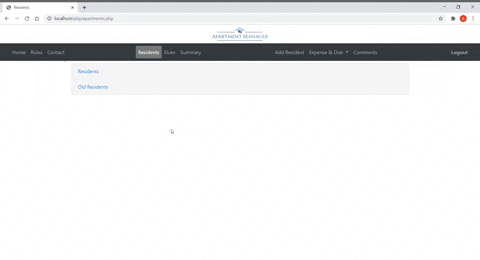 Residents
localhost/php/apartments.php
APARTMENT MANAGER
Home Rules Contact Residents Dues Summary Add Resident Expense & Due Comments Logout
Residents
Old Residents